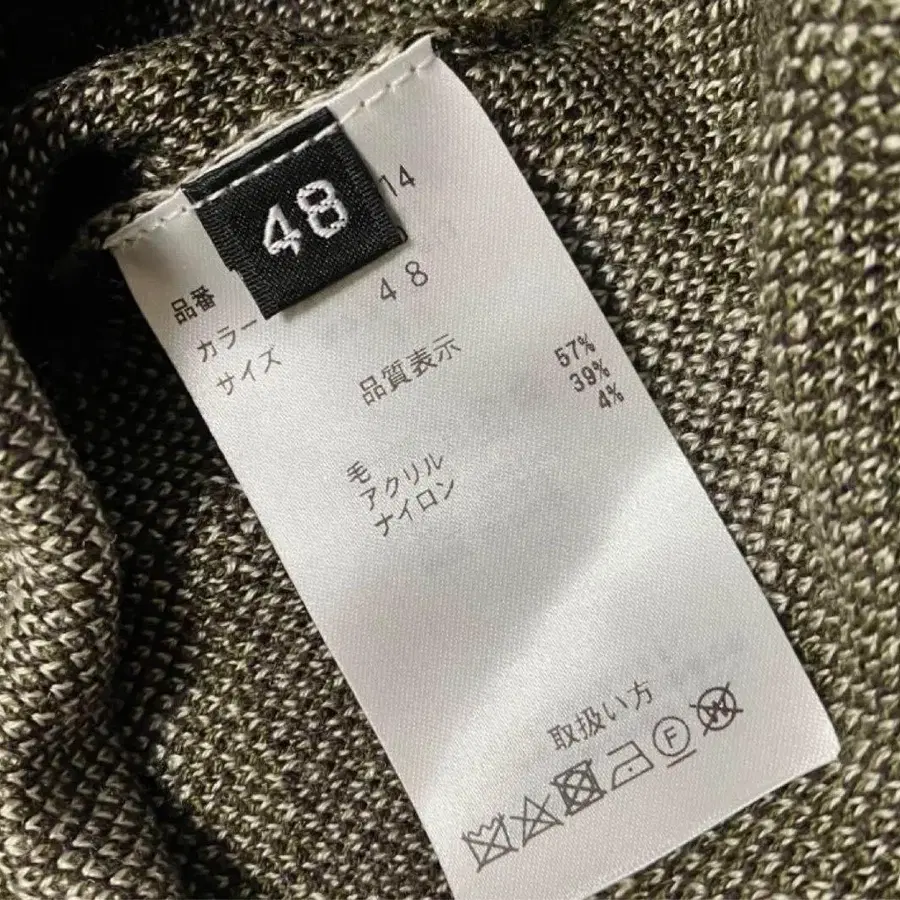 48
品番 14
カラー
サイズ 48
品質表示
毛 57%
アクリル 39%
ナイロン 4%
取扱い方
F
W